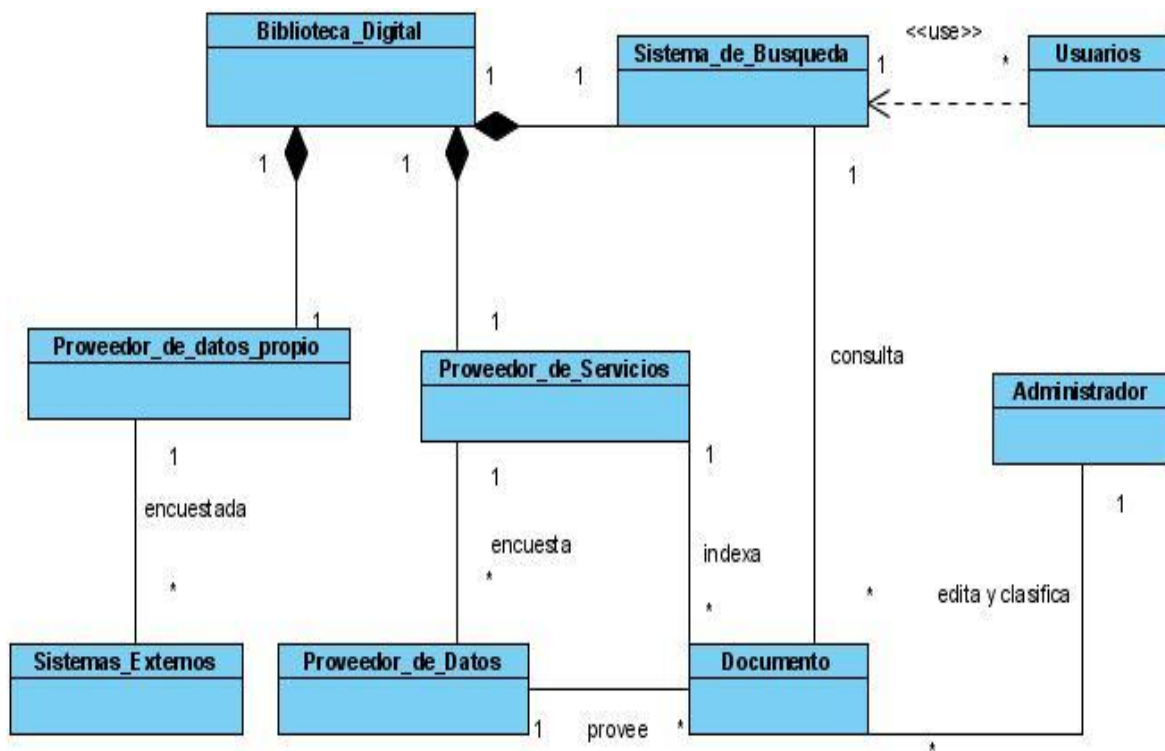 Biblioteca_Digital
Sistema_de_Busqueda
<<use>>
Usuarios
1
1
1
*
1
1
1
1
1
Proveedor_de_datos_propio
Proveedor_de_Servicios
consulta
Administrador
1
1
1
1
encuestada
encuesta
indexa
edita y clasifica
*
*
*
*
Sistemas_Externos
Proveedor_de_Datos
Documento
1
provee
*
*